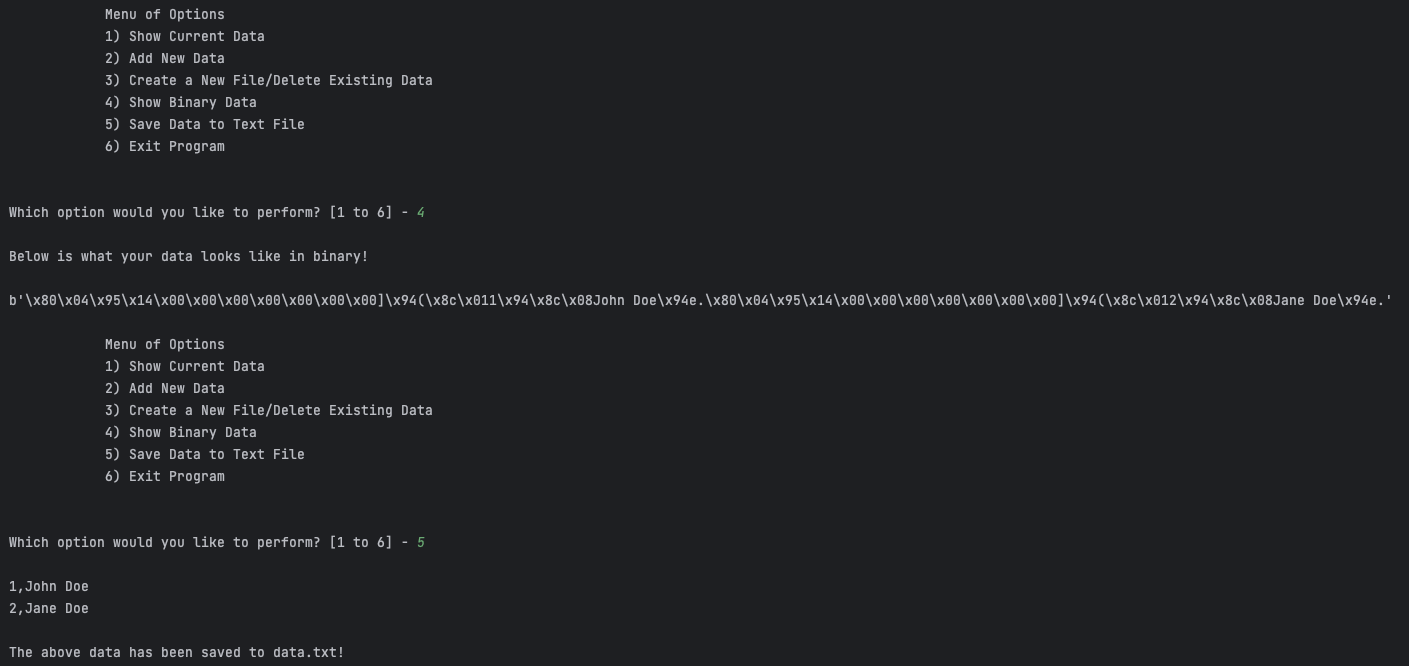 Menu of Options
1) Show Current Data
2) Add New Data
3) Create a New File/Delete Existing Data
4) Show Binary Data
5) Save Data to Text File
6) Exit Program
Which option would you like to perform? [1 to 6] - 4
Below is what your data looks like in binary!
b'\x80\x04\x95\x14\x00\x00\x00\x00\x00\x00\x00]\x94(\x8c\x011\x94\x8c\x08John Doe\x94e.\x80\x04\x95\x14\x00\x00\x00\x00\x00\x00\x00]\x94(\x8c\x012\x94\x8c\x08Jane Doe\x94e.'
Menu of Options
1) Show Current Data
2) Add New Data
3) Create a New File/Delete Existing Data
4) Show Binary Data
5) Save Data to Text File
6) Exit Program
Which option would you like to perform? [1 to 6] - 5
1,John Doe
2,Jane Doe
The above data has been saved to data.txt!